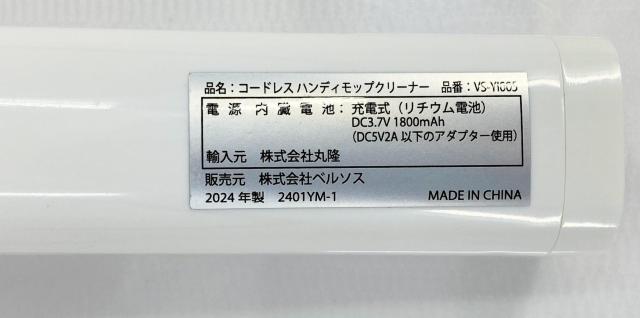 品名：コードレス ハンディモップクリーナー 品番：VS-Y1005
電源内蔵電池：充電式（リチウム電池）
DC3.7V 1800mAh
（DC5V2A 以下のアダプター使用）
輸入元 株式会社丸隆
販売元 株式会社ベルソス
2024 年製 2401YM-1 MADE IN CHINA